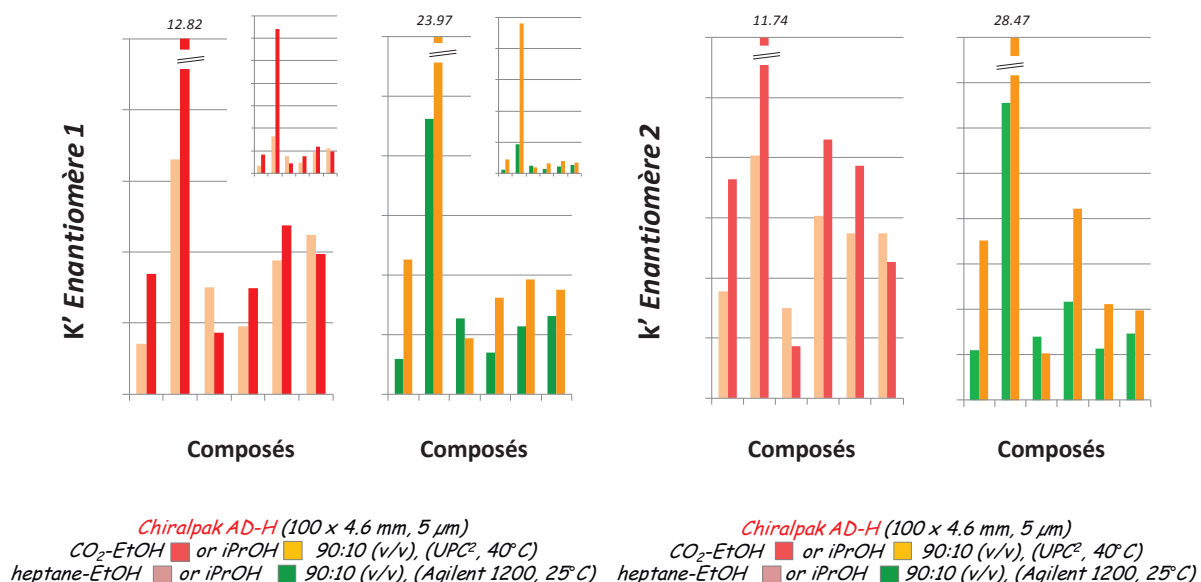 12.82
23.97
11.74
28.47
K' Enantiomère 1
k' Enantiomère 2
Composés
Composés
Composés
Composés
Chiralpak AD-H (100 x 4.6 mm, 5 µm)
CO₂-EtOH or iPrOH 90:10 (v/v), (UPC², 40°C)
heptane-EtOH or iPrOH 90:10 (v/v), (Agilent 1200, 25°C)
Chiralpak AD-H (100 x 4.6 mm, 5 µm)
CO₂-EtOH or iPrOH 90:10 (v/v), (UPC², 40°C)
heptane-EtOH or iPrOH 90:10 (v/v), (Agilent 1200, 25°C)